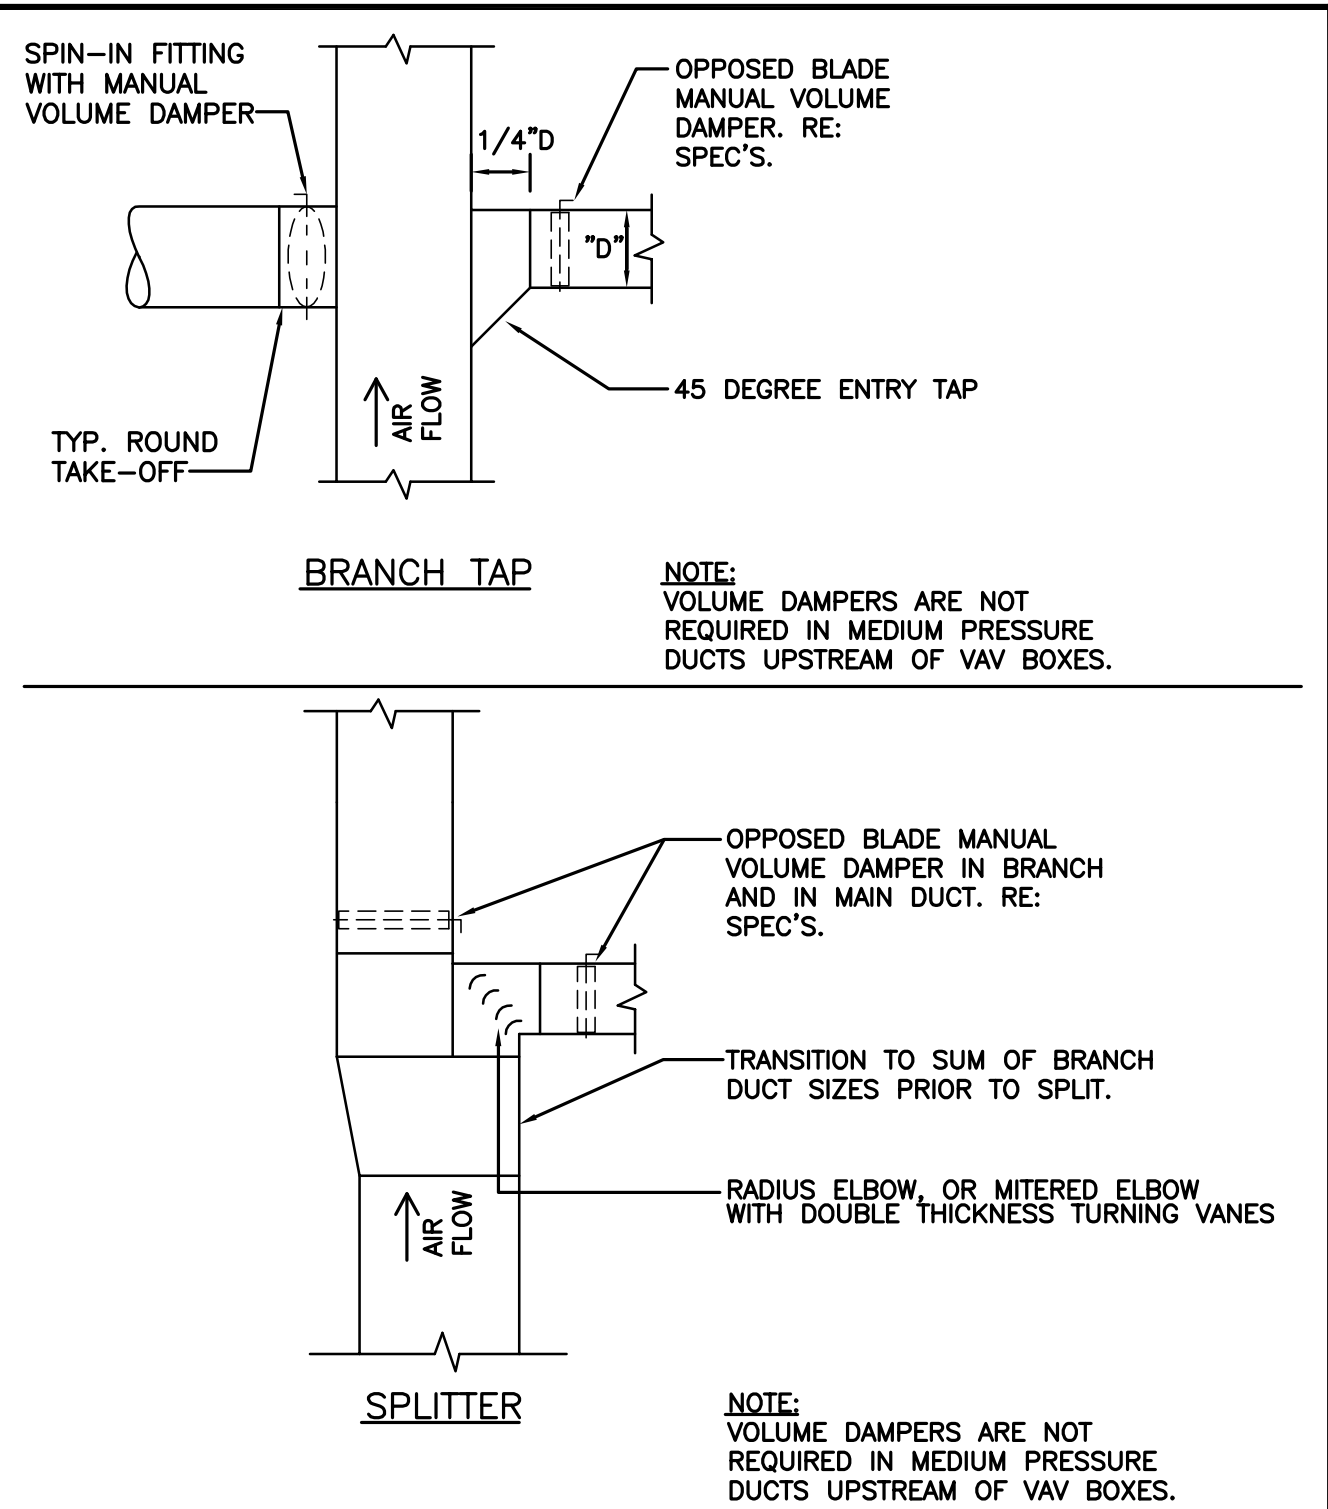 SPIN-IN FITTING
WITH MANUAL
VOLUME DAMPER
OPPOSED BLADE
MANUAL VOLUME
DAMPER. RE:
SPEC'S.
1/4"D
"D"
45 DEGREE ENTRY TAP
AIR
FLOW
TYP. ROUND
TAKE-OFF
BRANCH TAP
NOTE:
VOLUME DAMPERS ARE NOT
REQUIRED IN MEDIUM PRESSURE
DUCTS UPSTREAM OF VAV BOXES.
OPPOSED BLADE MANUAL
VOLUME DAMPER IN BRANCH
AND IN MAIN DUCT. RE:
SPEC'S.
TRANSITION TO SUM OF BRANCH
DUCT SIZES PRIOR TO SPLIT.
RADIUS ELBOW, OR MITERED ELBOW
WITH DOUBLE THICKNESS TURNING VANES
AIR
FLOW
SPLITTER
NOTE:
VOLUME DAMPERS ARE NOT
REQUIRED IN MEDIUM PRESSURE
DUCTS UPSTREAM OF VAV BOXES.